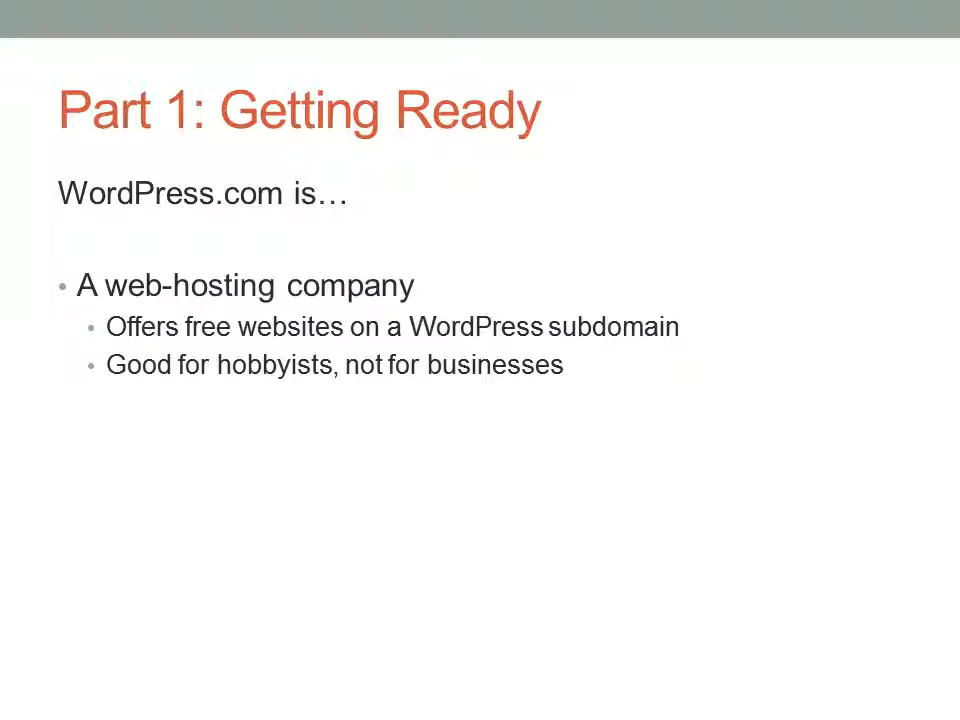 Part 1: Getting Ready
WordPress.com is…
• A web-hosting company
• Offers free websites on a WordPress subdomain
• Good for hobbyists, not for businesses